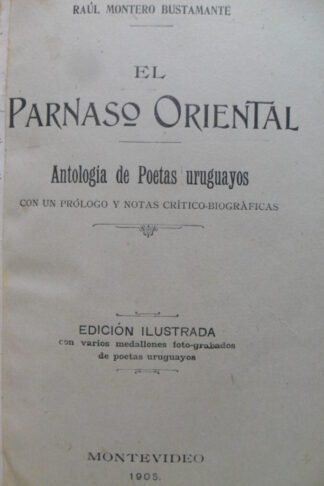 RAÚL MONTERO BUSTAMANTE
EL
PARNASO ORIENTAL
Antología de Poetas uruguayos
CON UN PRÓLOGO Y NOTAS CRÍTICO-BIOGRÁFICAS
EDICIÓN ILUSTRADA
con varios medallones foto-grabados
de poetas uruguayos
MONTEVIDEO
1905.